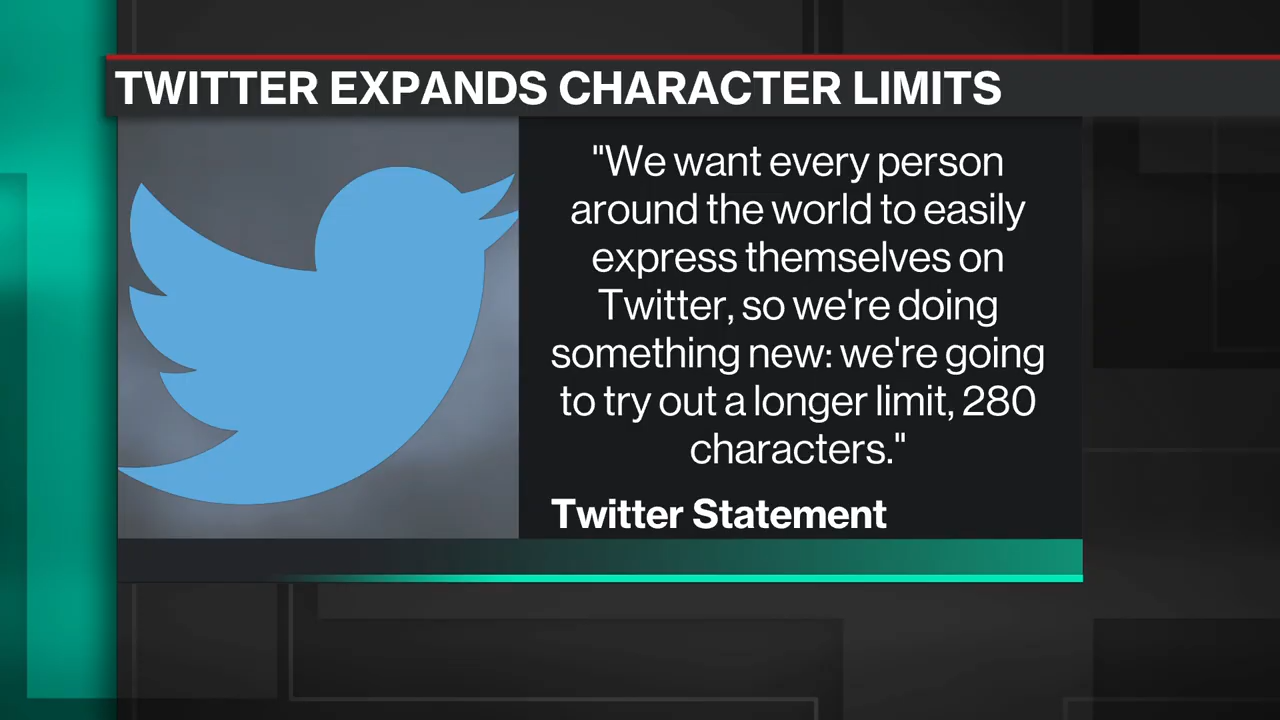 TWITTER EXPANDS CHARACTER LIMITS
"We want every person
around the world to easily
express themselves on
Twitter, so we're doing
something new: we're going
to try out a longer limit, 280
characters."
Twitter Statement